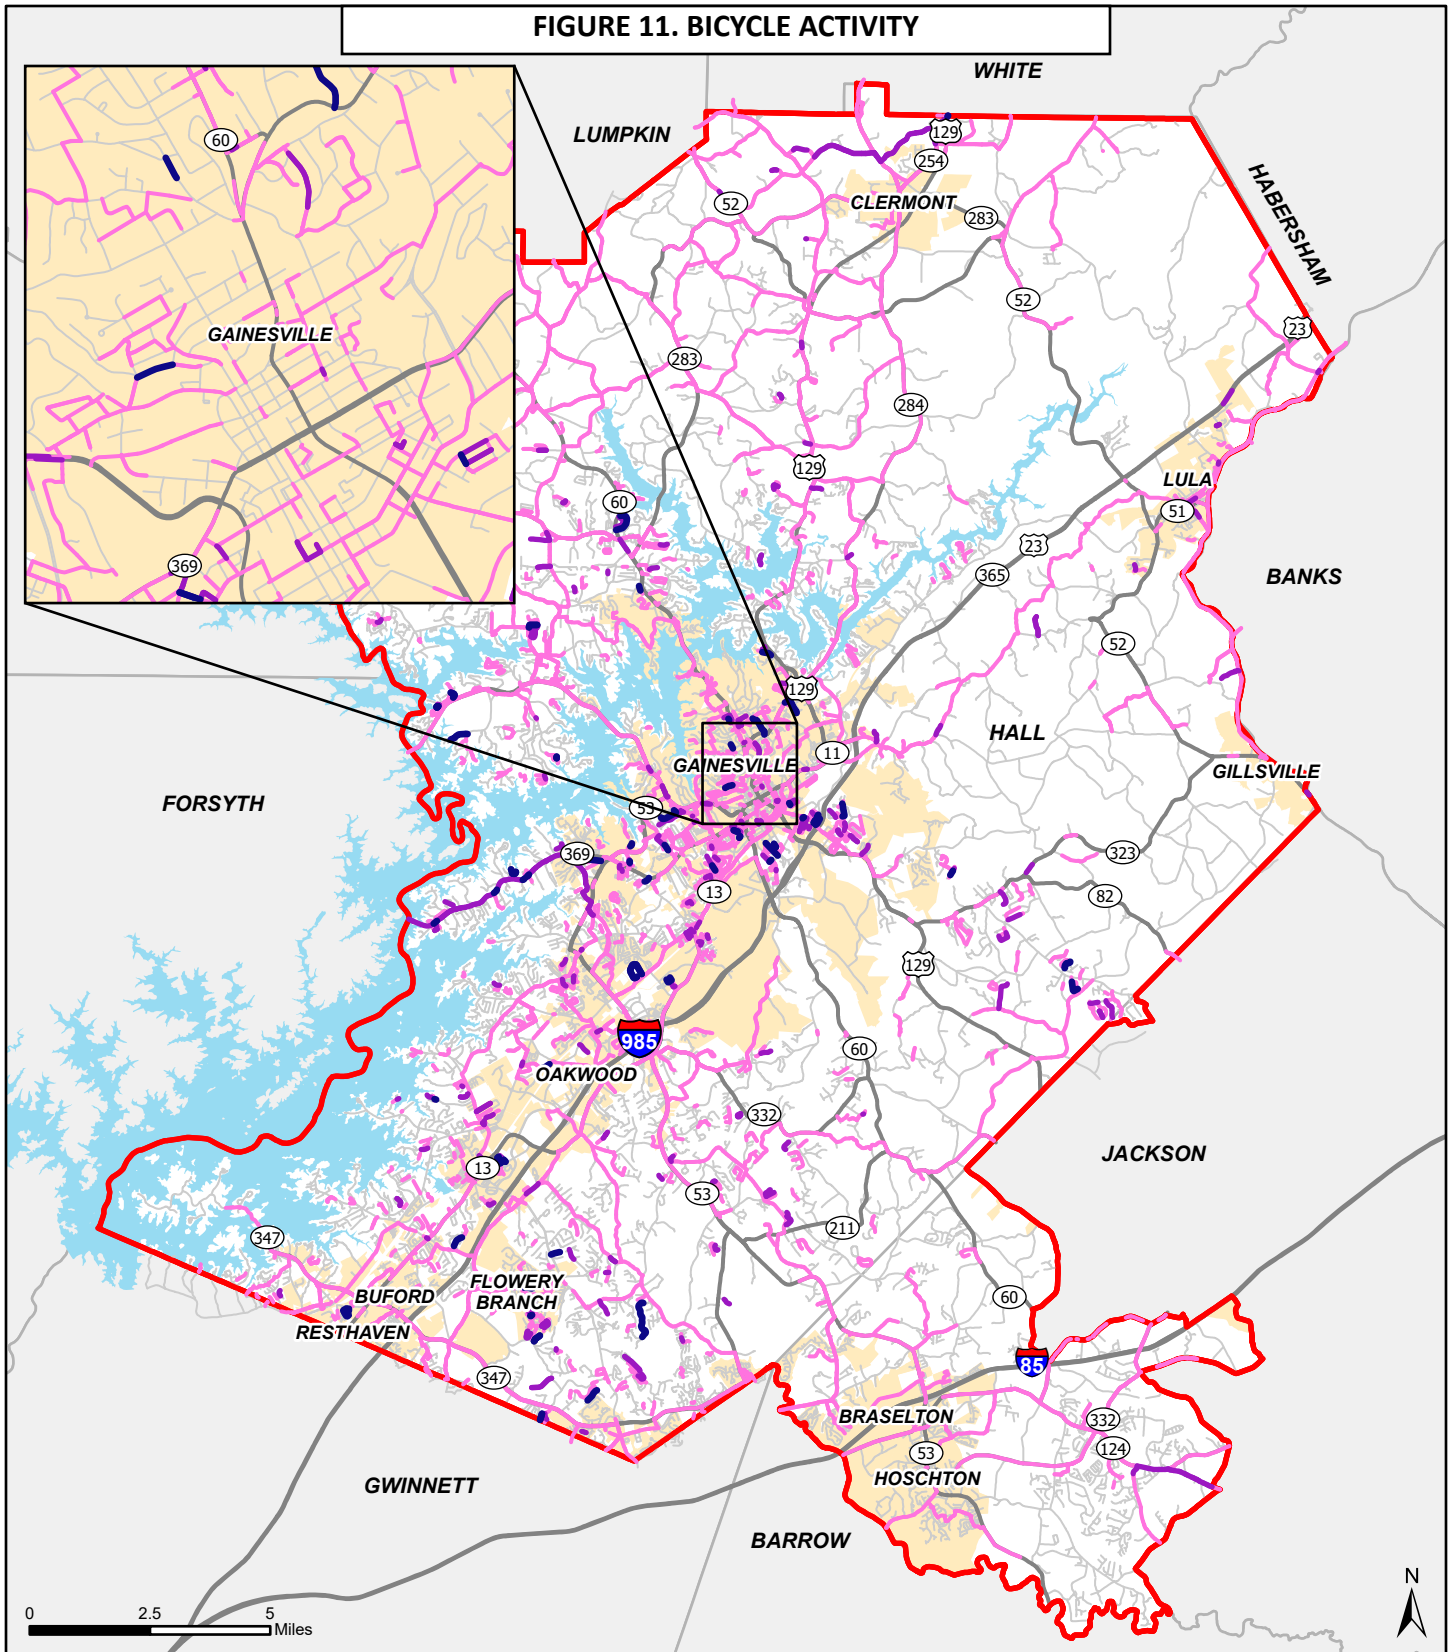 FIGURE 11. BICYCLE ACTIVITY
WHITE
LUMPKIN
HABERSHAM
129
254
52
CLERMONT
283
60
52
23
GAINESVILLE
283
284
129
LULA
60
51
23
365
BANKS
369
52
129
HALL
11
GAINESVILLE
GILLSVILLE
FORSYTH
53
369
323
13
82
129
985
60
OAKWOOD
332
JACKSON
13
53
211
347
FLOWERY
BRANCH
BUFORD
60
RESTHAVEN
85
347
BRASELTON
332
53
124
HOSCHTON
GWINNETT
BARROW
N
0 2.5 5
Miles